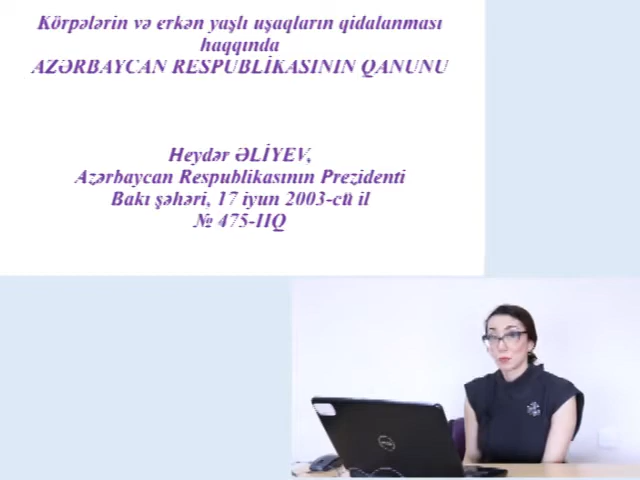 Körpələrin və erkən yaşlı uşaqların qidalanması
haqqında
AZƏRBAYCAN RESPUBLİKASININ QANUNU
Heydər ƏLİYEV,
Azərbaycan Respublikasının Prezidenti
Bakı şəhəri, 17 iyun 2003-cü il
№ 475-IIQ
DELL